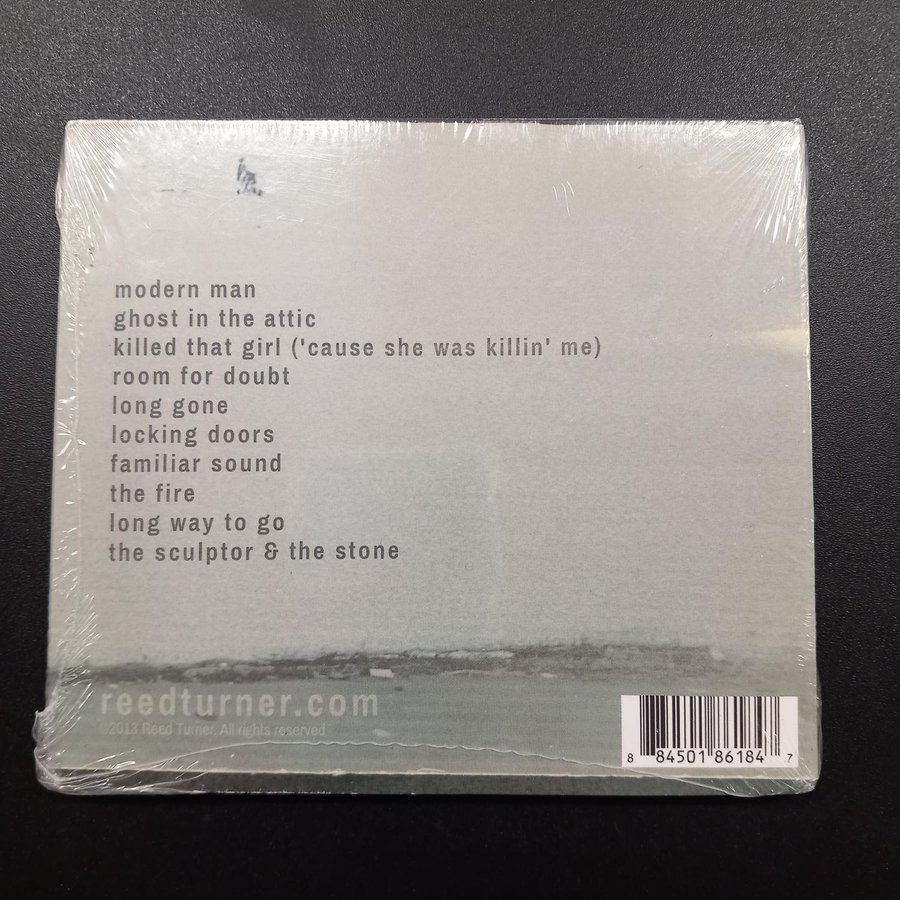 modern man
ghost in the attic
killed that girl ('cause she was killin' me)
room for doubt
long gone
locking doors
familiar sound
the fire
long way to go
the sculptor & the stone
reedturner.com
©2013 Reed Turner. All rights reserved
8 84501 86184 7